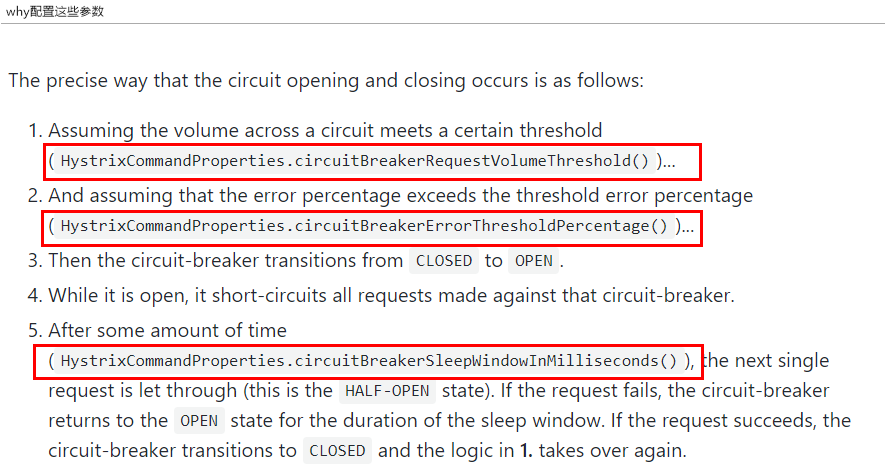 why配置这些参数
The precise way that the circuit opening and closing occurs is as follows:
1. Assuming the volume across a circuit meets a certain threshold
( HystrixCommandProperties.circuitBreakerRequestVolumeThreshold() )...
2. And assuming that the error percentage exceeds the threshold error percentage
( HystrixCommandProperties.circuitBreakerErrorThresholdPercentage() )...
3. Then the circuit-breaker transitions from CLOSED to OPEN .
4. While it is open, it short-circuits all requests made against that circuit-breaker.
5. After some amount of time
( HystrixCommandProperties.circuitBreakerSleepWindowInMilliseconds() ), the next single
request is let through (this is the HALF-OPEN state). If the request fails, the circuit-breaker
returns to the OPEN state for the duration of the sleep window. If the request succeeds, the
circuit-breaker transitions to CLOSED and the logic in 1. takes over again.